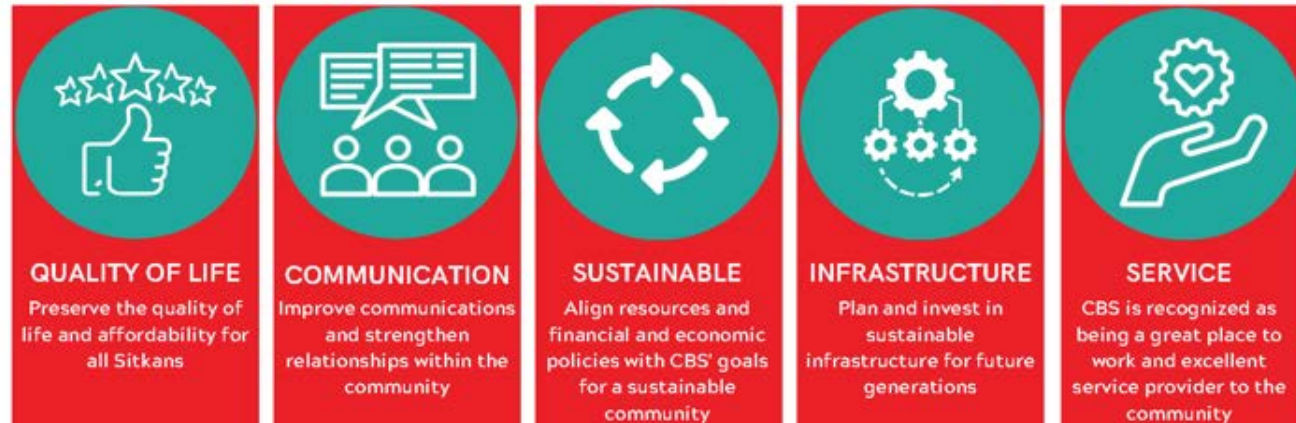 QUALITY OF LIFE
Preserve the quality of
life and affordability for
all Sitkans
COMMUNICATION
Improve communications
and strengthen
relationships within the
community
SUSTAINABLE
Align resources and
financial and economic
policies with CBS' goals
for a sustainable
community
INFRASTRUCTURE
Plan and invest in
sustainable
infrastructure for future
generations
SERVICE
CBS is recognized as
being a great place to
work and excellent
service provider to the
community